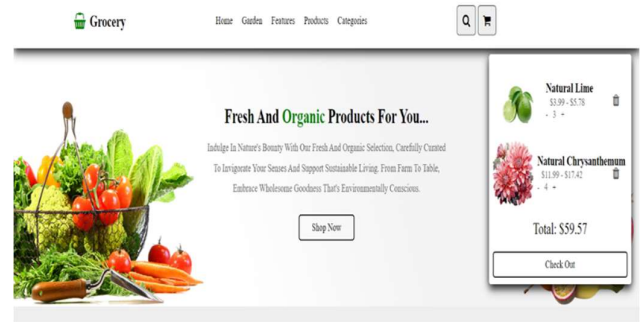 Grocery
Home Garden Features Products Categories
Fresh And Organic Products For You...
Indulge In Nature's Bounty With Our Fresh And Organic Selection, Carefully Curated
To Invigorate Your Senses And Support Sustainable Living. From Farm To Table,
Embrace Wholesome Goodness That's Environmentally Conscious.
Shop Now
Natural Lime
$3.99 - $5.78
- 3 +
Natural Chrysanthemum
$11.99 - $17.42
- 4 +
Total: $59.57
Check Out